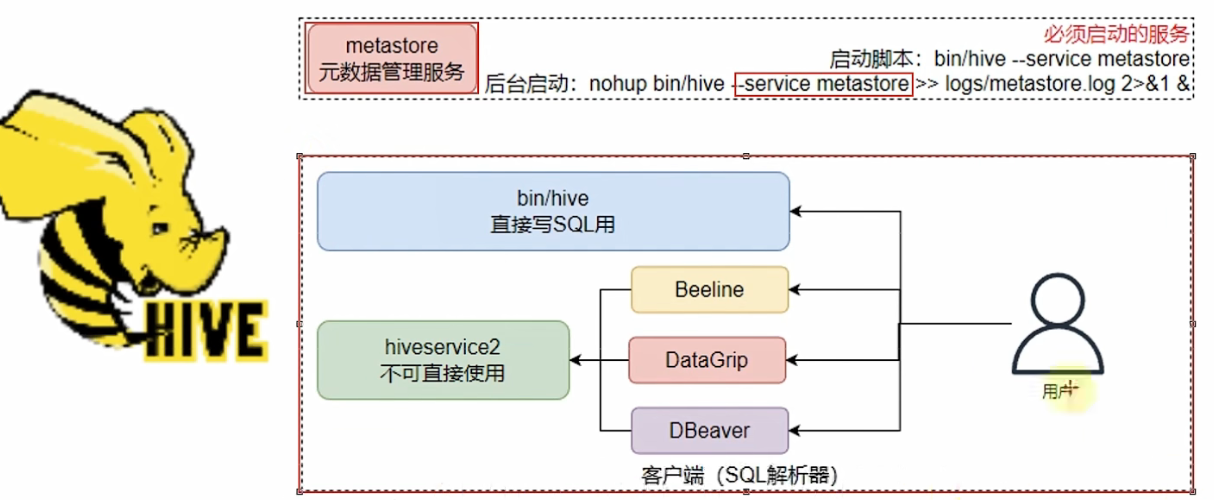 metastore
元数据管理服务
必须启动的服务
启动脚本：bin/hive --service metastore
后台启动：nohup bin/hive --service metastore >> logs/metastore.log 2>&1 &
HIVE
bin/hive
直接写SQL用
Beeline
hiveservice2
不可直接使用
DataGrip
DBeaver
用户
客户端（SQL解析器）